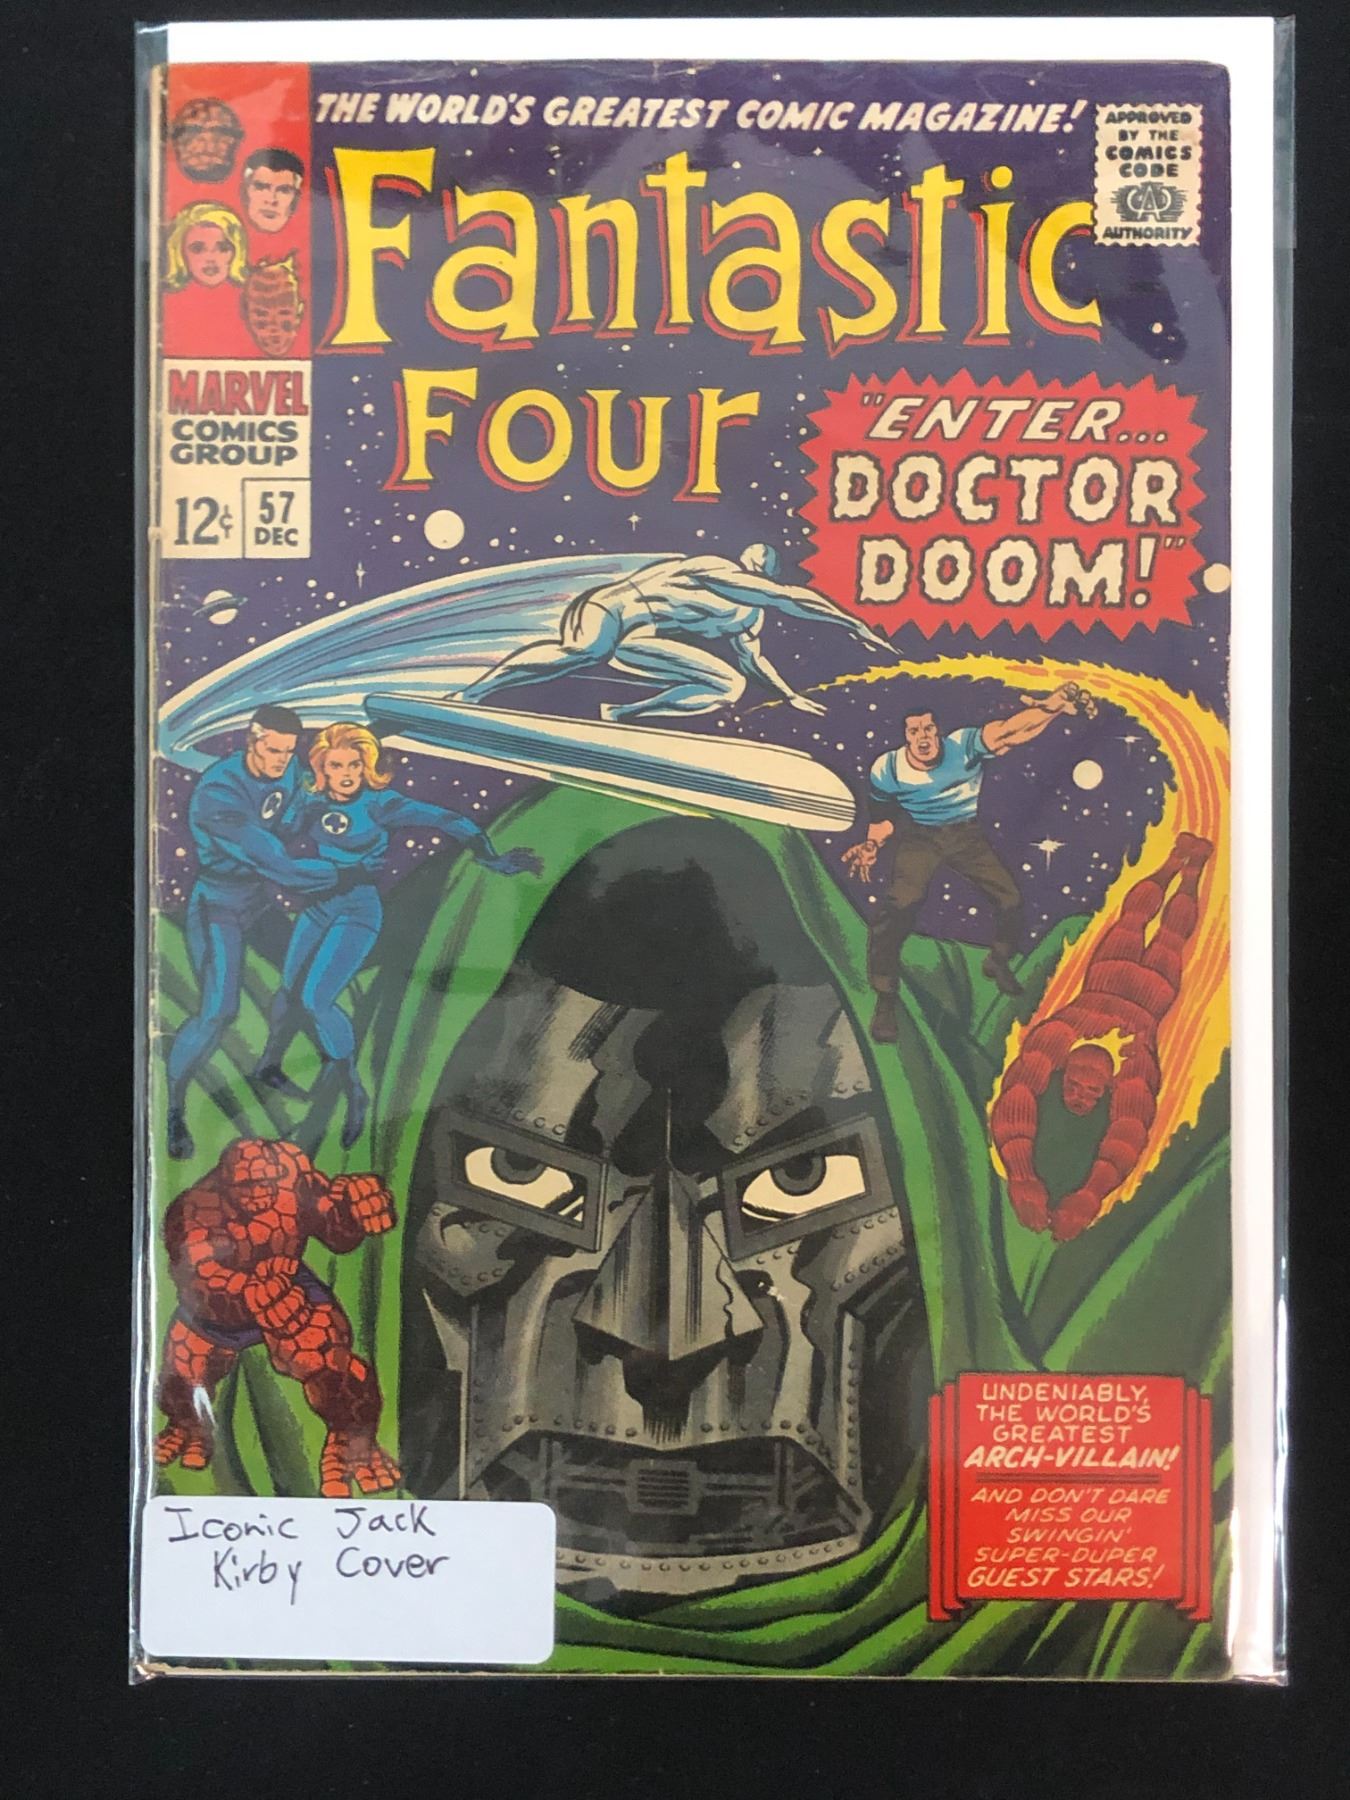 THE WORLD'S GREATEST COMIC MAGAZINE!
APPROVED
BY THE
COMICS
CODE
CA
AUTHORITY
Fantastic
Four
MARVEL
COMICS
GROUP
12¢
57
DEC
"ENTER...
DOCTOR
DOOM!"
4
4
UNDENIABLY,
THE WORLD'S
GREATEST
ARCH-VILLAIN!
AND DON'T DARE
MISS OUR
SWINGIN'
SUPER-DUPER
GUEST STARS!
Iconic Jack
Kirby Cover